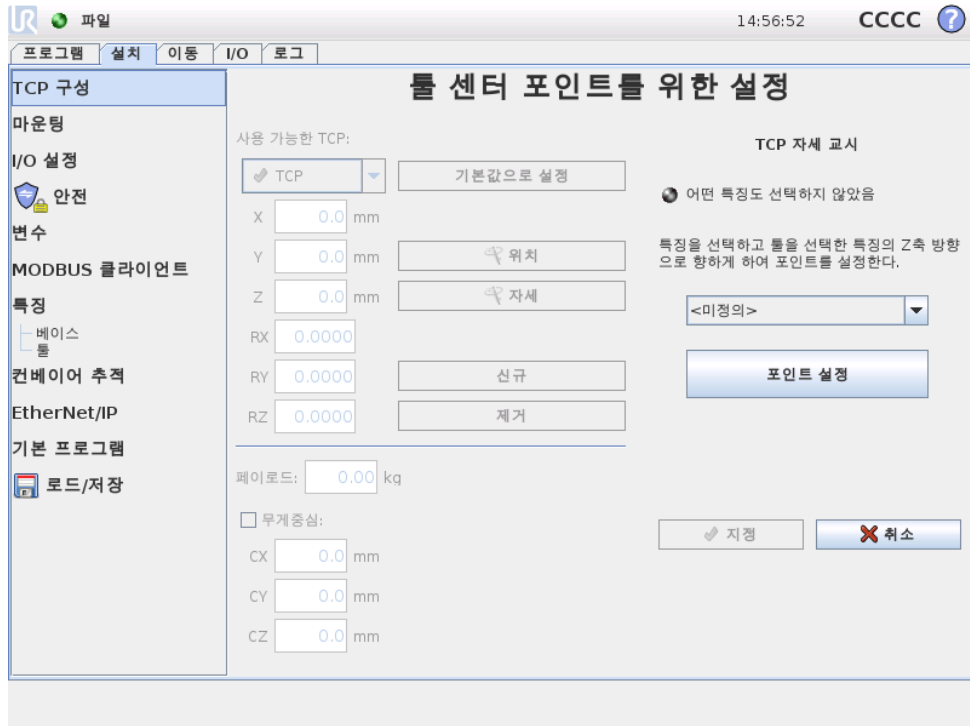 UR 파일 14:56:52 CCCC ?
프로그램 설치 이동 I/O 로그
TCP 구성
마운팅
I/O 설정
안전
변수
MODBUS 클라이언트
특징
베이스
툴
컨베이어 추적
EtherNet/IP
기본 프로그램
로드/저장
툴 센터 포인트를 위한 설정
사용 가능한 TCP:
TCP 기본값으로 설정
X 0.0 mm
Y 0.0 mm 위치
Z 0.0 mm 자세
RX 0.0000
RY 0.0000 신규
RZ 0.0000 제거
페이로드: 0.00 kg
무게중심:
CX 0.0 mm
CY 0.0 mm
CZ 0.0 mm
TCP 자세 교시
어떤 특징도 선택하지 않았음
특징을 선택하고 툴을 선택한 특징의 Z축 방향
으로 향하게 하여 포인트를 설정한다.
<미정의>
포인트 설정
지정 취소